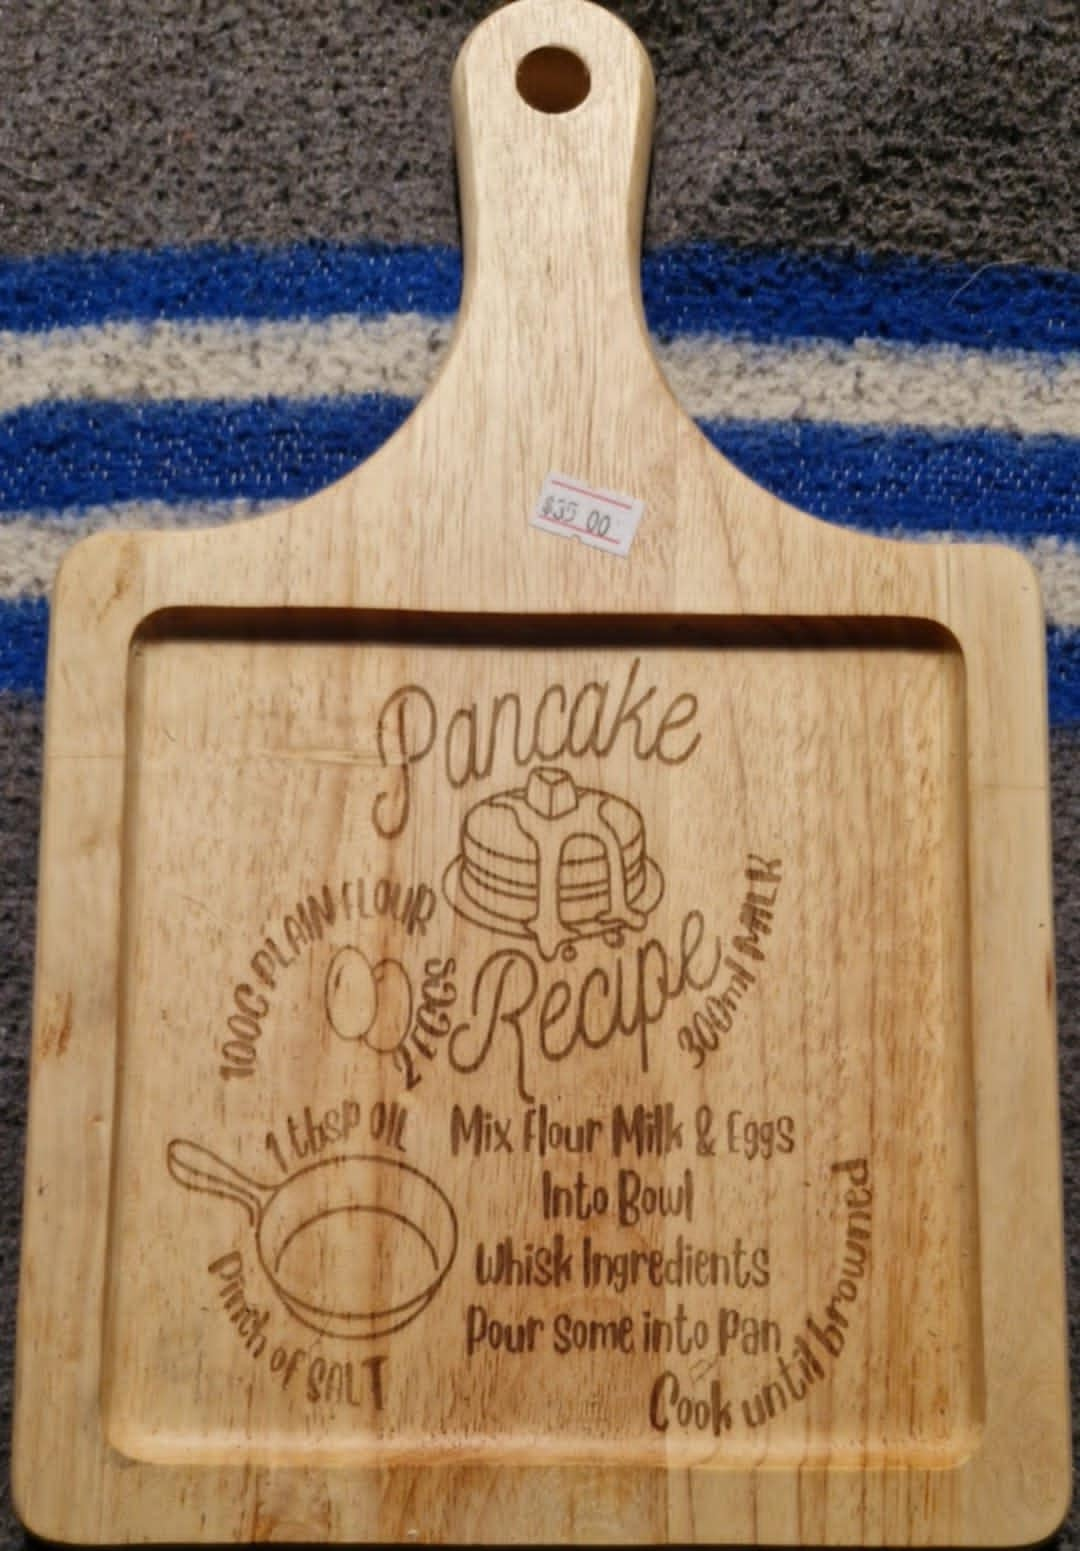 $35.00
Pancake
Recipe
100G PLAIN FLOUR
2 EGGS
300ml MILK
1 tbsp OIL
Pinch of SALT
Mix Flour Milk & Eggs
Into Bowl
Whisk Ingredients
Pour some into Pan
Cook until browned